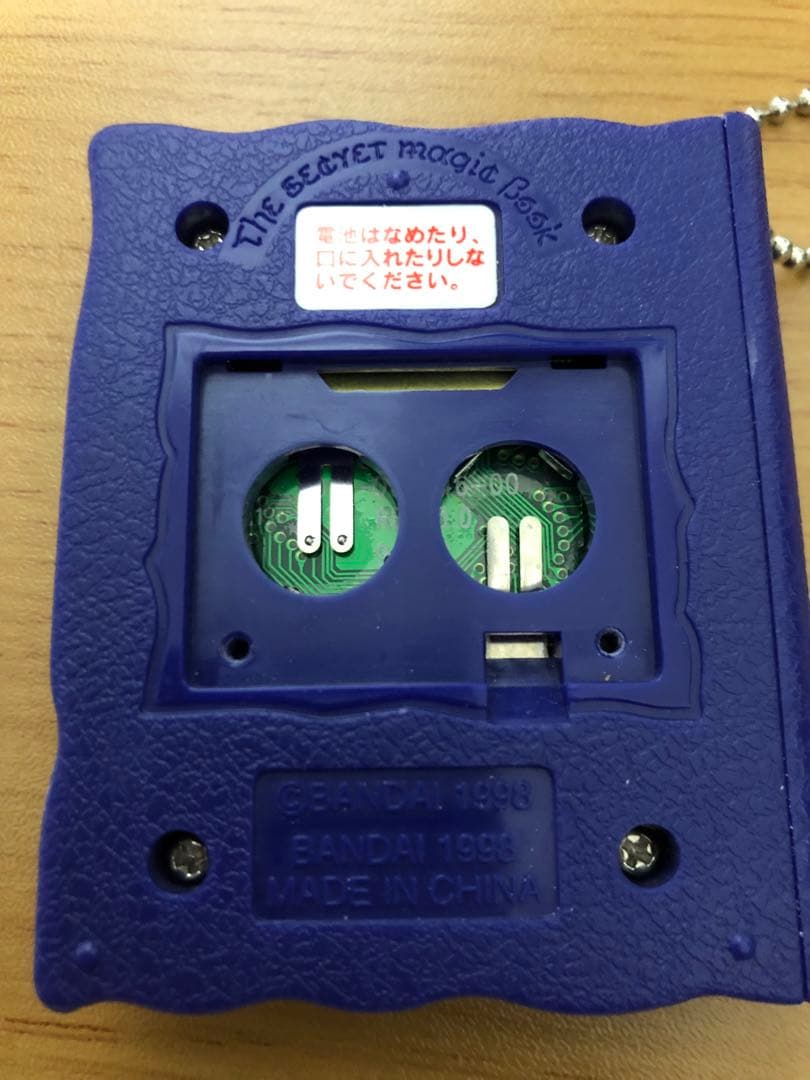 The SECRET magic Book
電池はなめたり、
口に入れたりしな
いでください。
-00
©BANDAI 1998
BANDAI 1998
MADE IN CHINA